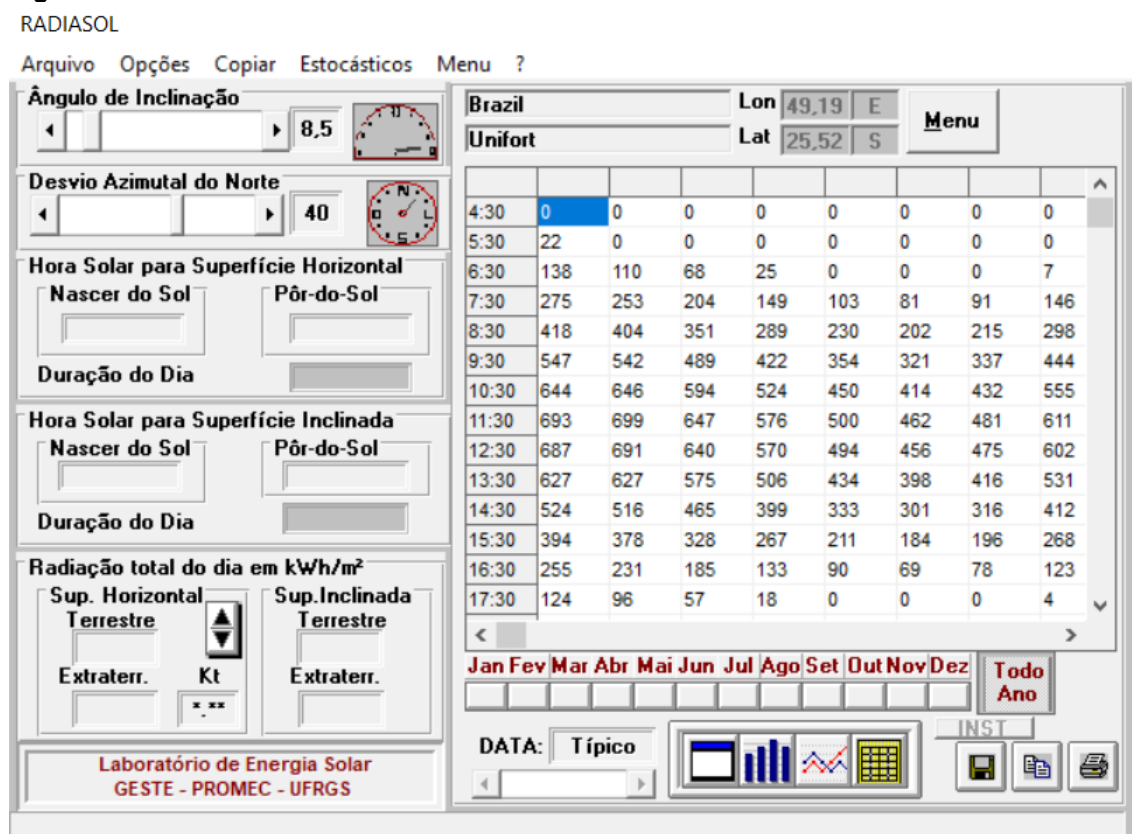 RADIASOL
Arquivo Opções Copiar Estocásticos Menu ?
Ângulo de Inclinação
8,5
Desvio Azimutal do Norte
40
N
O L
S
Hora Solar para Superfície Horizontal
Nascer do Sol Pôr-do-Sol
Duração do Dia
Hora Solar para Superfície Inclinada
Nascer do Sol Pôr-do-Sol
Duração do Dia
Radiação total do dia em kWh/m²
Sup. Horizontal Sup.Inclinada
Terrestre Terrestre
Extraterr. Kt Extraterr.
*.**
Laboratório de Energia Solar
GESTE - PROMEC - UFRGS
Brazil Lon 49,19 E
Unifort Lat 25,52 S
Menu
4:30 0 0 0 0 0 0 0 0
5:30 22 0 0 0 0 0 0 0
6:30 138 110 68 25 0 0 0 7
7:30 275 253 204 149 103 81 91 146
8:30 418 404 351 289 230 202 215 298
9:30 547 542 489 422 354 321 337 444
10:30 644 646 594 524 450 414 432 555
11:30 693 699 647 576 500 462 481 611
12:30 687 691 640 570 494 456 475 602
13:30 627 627 575 506 434 398 416 531
14:30 524 516 465 399 333 301 316 412
15:30 394 378 328 267 211 184 196 268
16:30 255 231 185 133 90 69 78 123
17:30 124 96 57 18 0 0 0 4
Jan Fev Mar Abr Mai Jun Jul Ago Set Out Nov Dez
Todo
Ano
INST
DATA: Típico